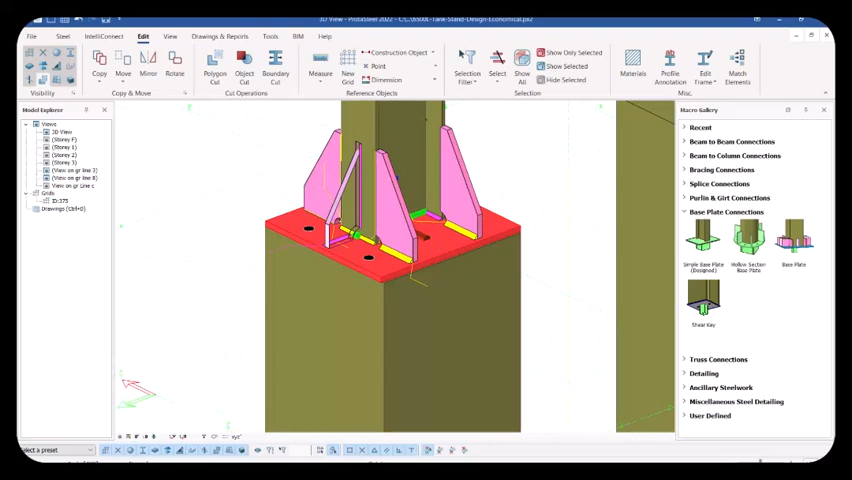 3D View - ProtaSteel 2022 - C:\...\6500L-Tank-Stand-Design-Economical.px2
File Steel IntelliConnect Edit View Drawings & Reports Tools BIM Help
Construction Object
Point
Dimension
Show Only Selected
Show Selected
Hide Selected
Copy Move Mirror Rotate Polygon Cut Object Cut Boundary Cut Measure New Grid Selection Filter Select Show All Materials Profile Annotation Edit Frame Match Elements
Visibility Copy & Move Cut Operations Reference Objects Selection Misc.
Model Explorer
Views
3D View
(Storey F)
(Storey 1)
(Storey 2)
(Storey 3)
(View on gr line B)
View on gr Line c
Grids
ID:375
Drawings (Ctrl+D)
Macro Gallery
Recent
Beam to Beam Connections
Beam to Column Connections
Bracing Connections
Splice Connections
Purlin & Girt Connections
Base Plate Connections
Simple Base Plate (Designed)
Hollow Section Base Plate
Base Plate
Shear Key
Truss Connections
Detailing
Ancillary Steelwork
Miscellaneous Steel Detailing
User Defined
Select a preset